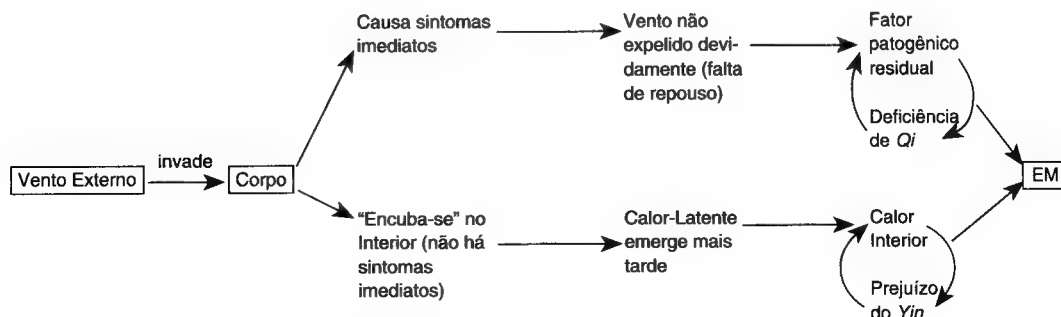 Causa sintomas
imediatos
Vento não
expelido devi-
damente (falta
de repouso)
Fator
patogênico
residual
Deficiência
de Qi
Vento Externo
invade
Corpo
EM
"Encuba-se" no
Interior (não há
sintomas
imediatos)
Calor-Latente
emerge mais
tarde
Calor
Interior
Prejuízo
do Yin